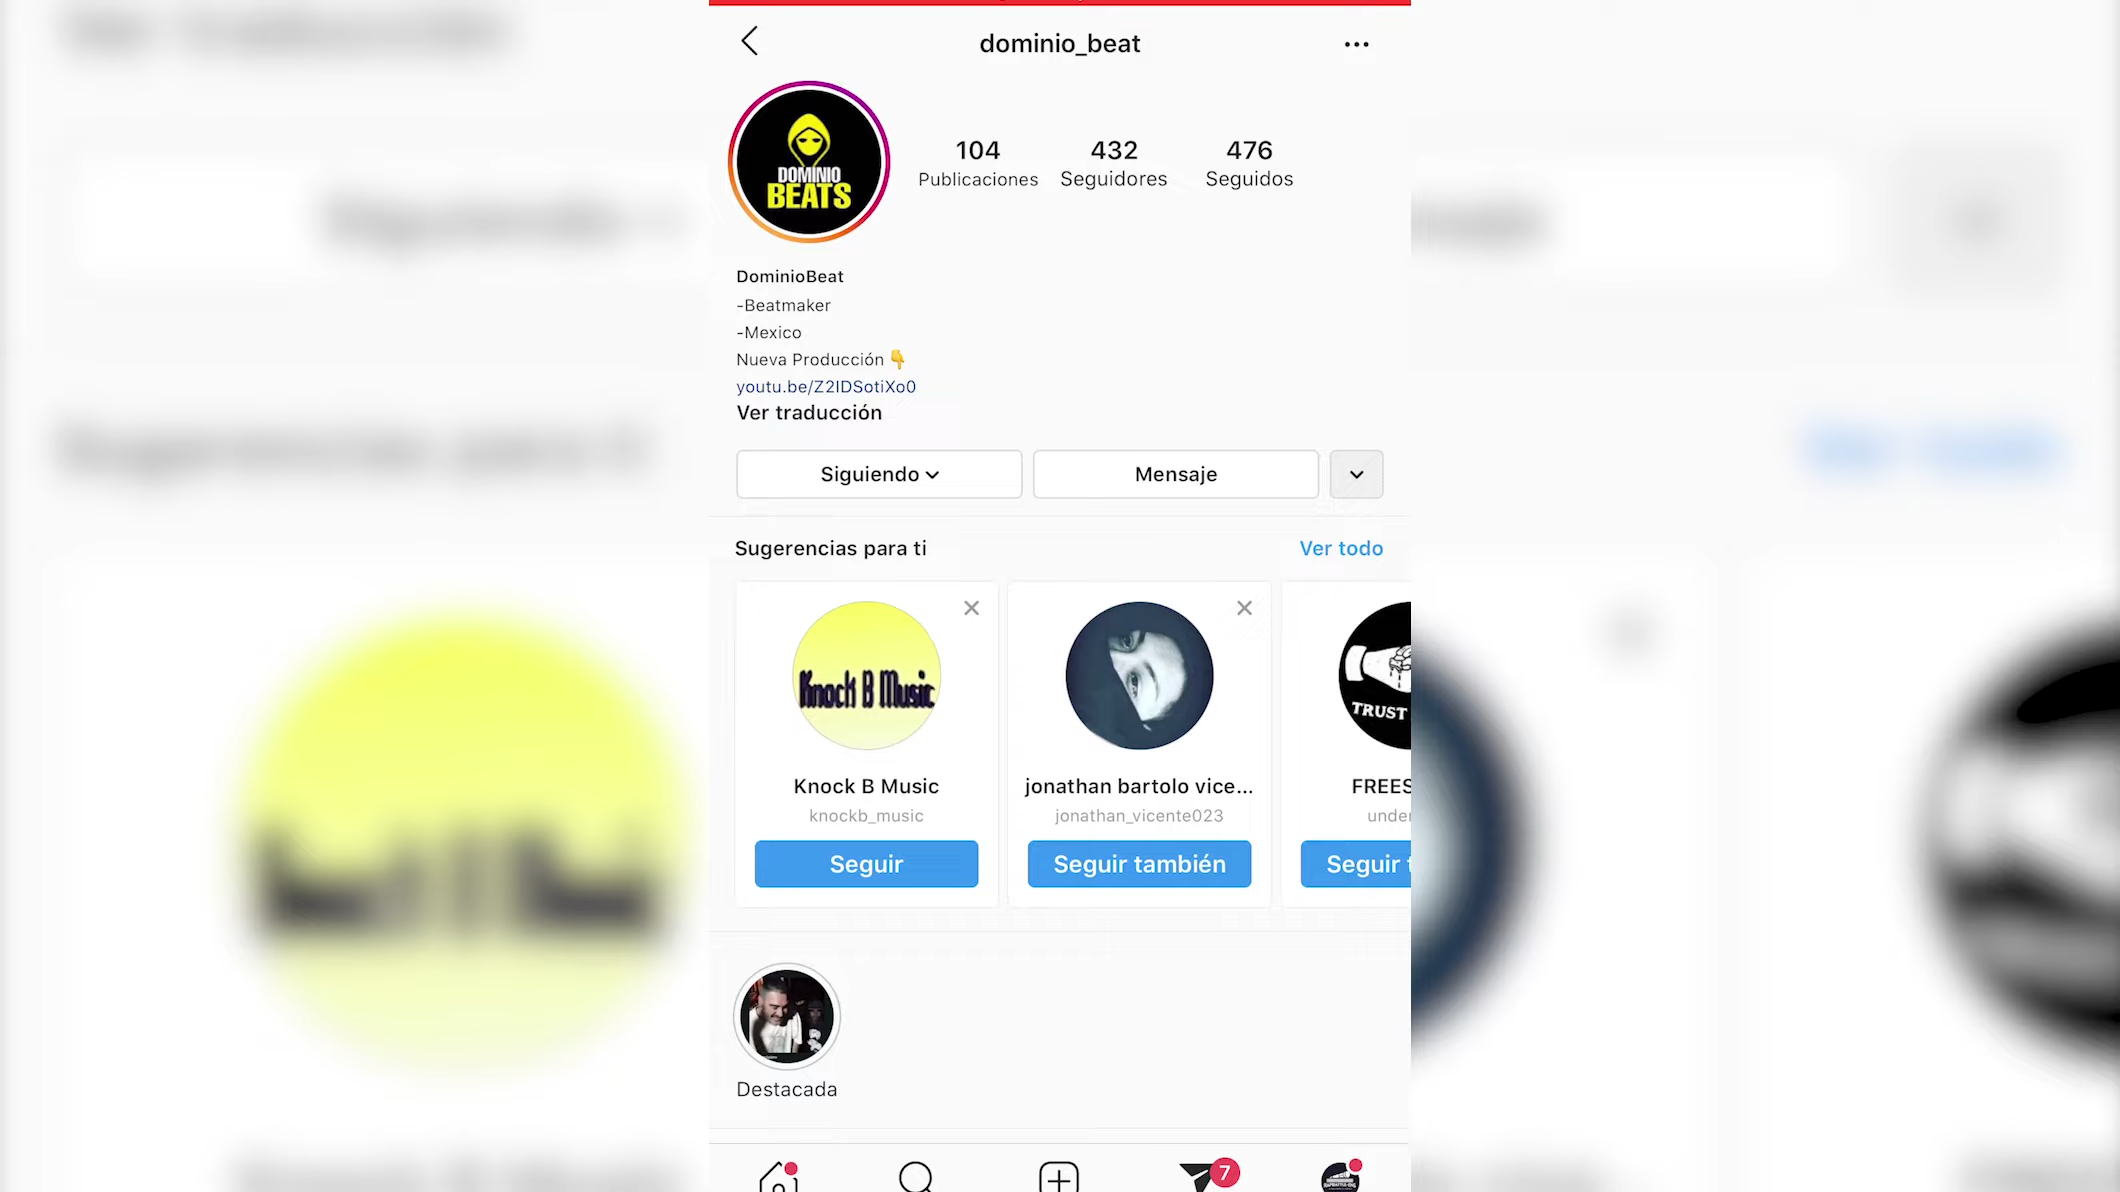 dominio_beat
DOMINIO
BEATS
104
Publicaciones
432
Seguidores
476
Seguidos
DominioBeat
-Beatmaker
-Mexico
Nueva Producción 👇
youtu.be/Z2IDSotiXo0
Ver traducción
Siguiendo
Mensaje
Sugerencias para ti
Ver todo
Knock B Music
Knock B Music
knockb_music
Seguir
jonathan bartolo vice...
jonathan_vicente023
Seguir también
TRUST
FREES
under
Seguir
Destacada
7